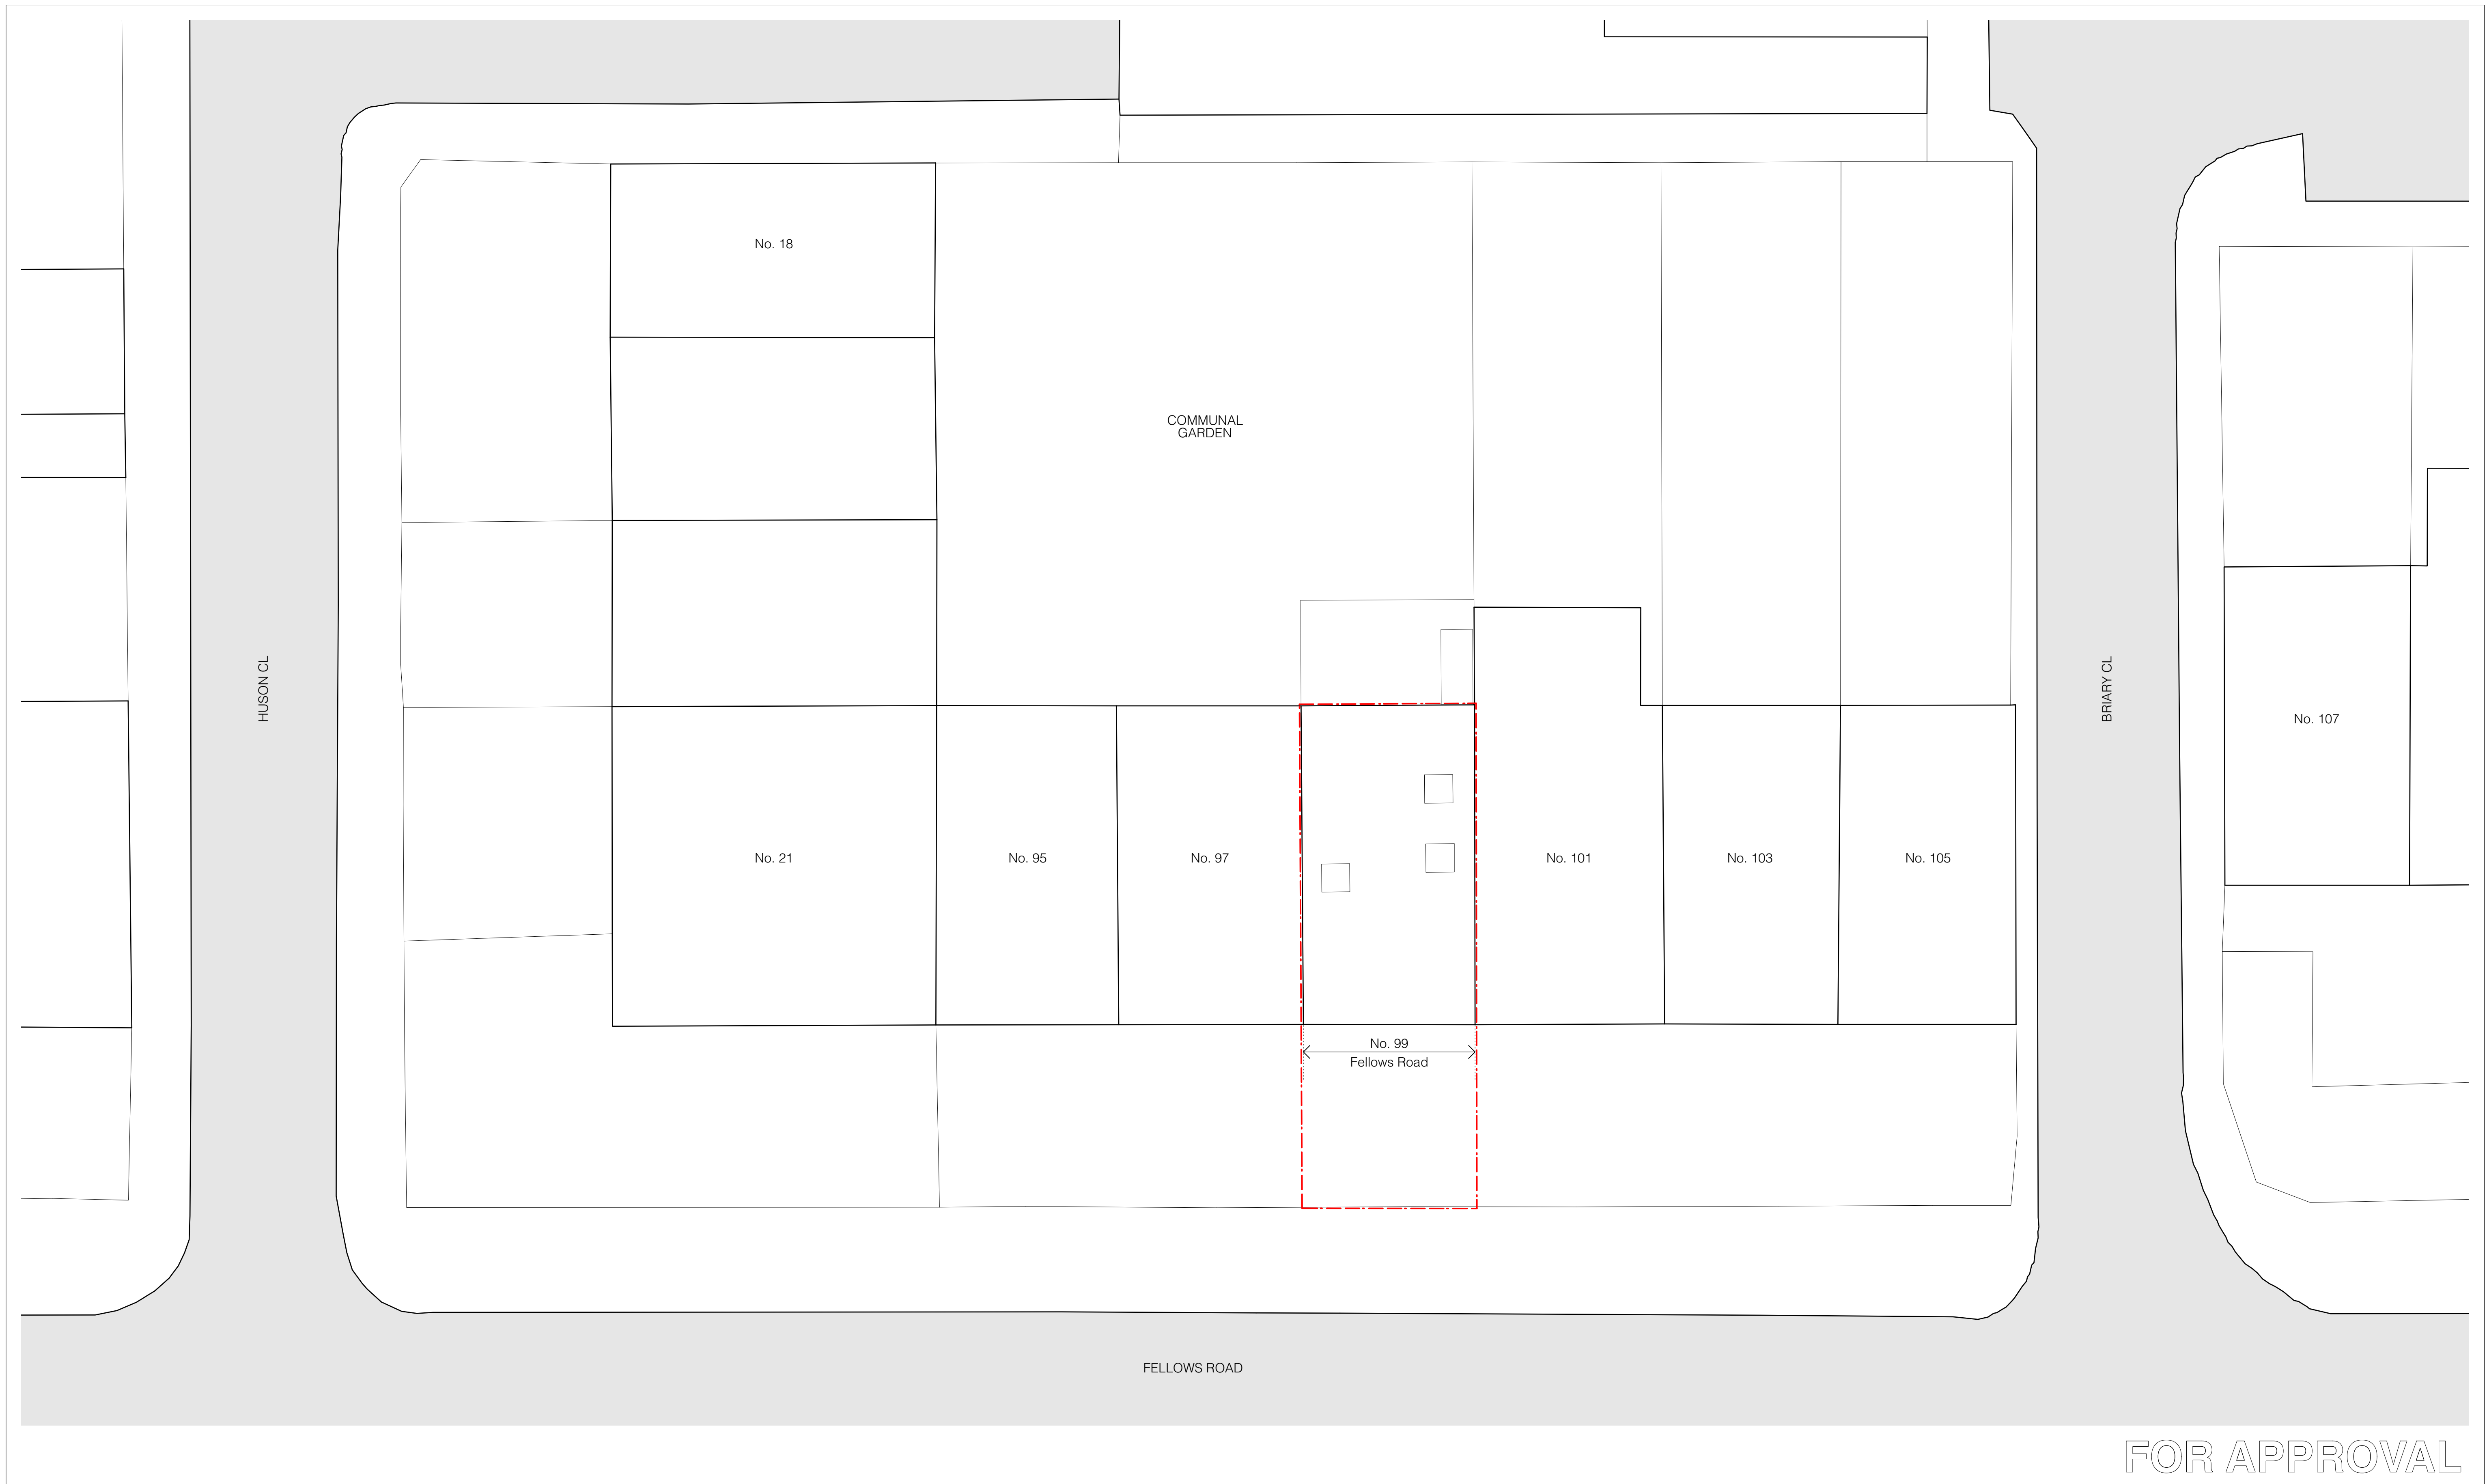 No. 18
COMMUNAL
GARDEN
HUSON CL
BRIARY CL
No. 107
No. 21
No. 95
No. 97
No. 101
No. 103
No. 105
No. 99
Fellows Road
FELLOWS ROAD
FOR APPROVAL